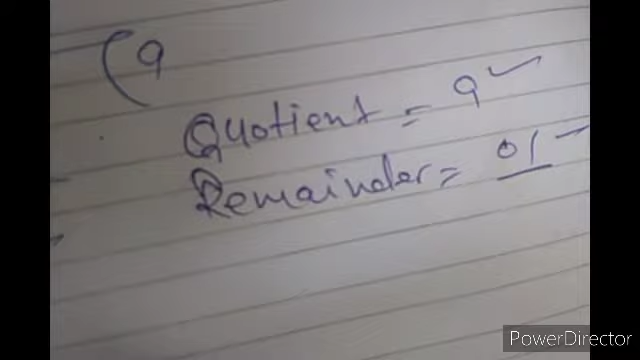 (9
Quotient = 9
Remainder = 01
PowerDirector